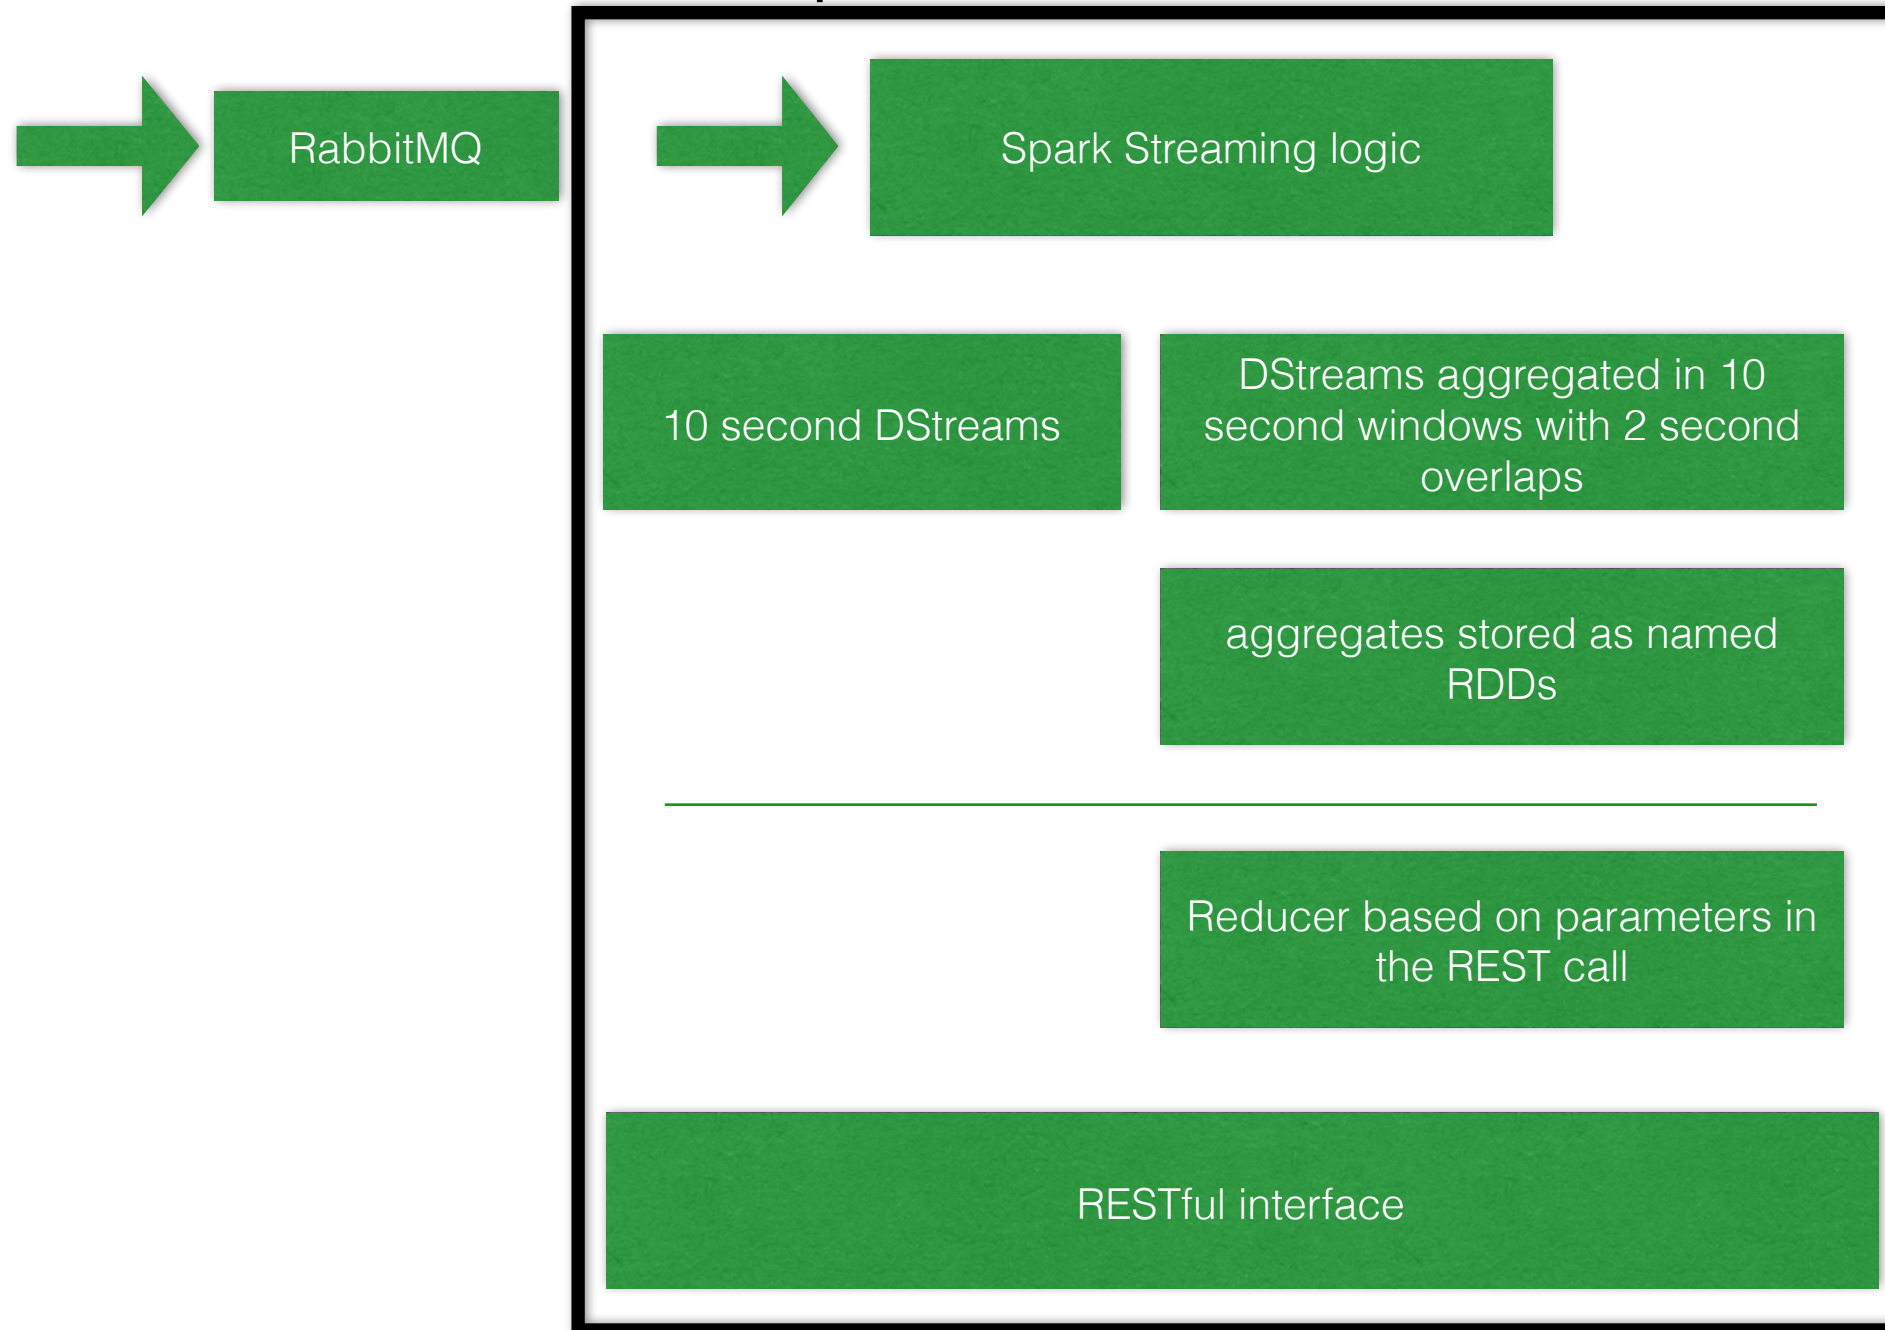 RabbitMQ
Spark Streaming logic
10 second DStreams
DStreams aggregated in 10
second windows with 2 second
overlaps
aggregates stored as named
RDDs
Reducer based on parameters in
the REST call
RESTful interface